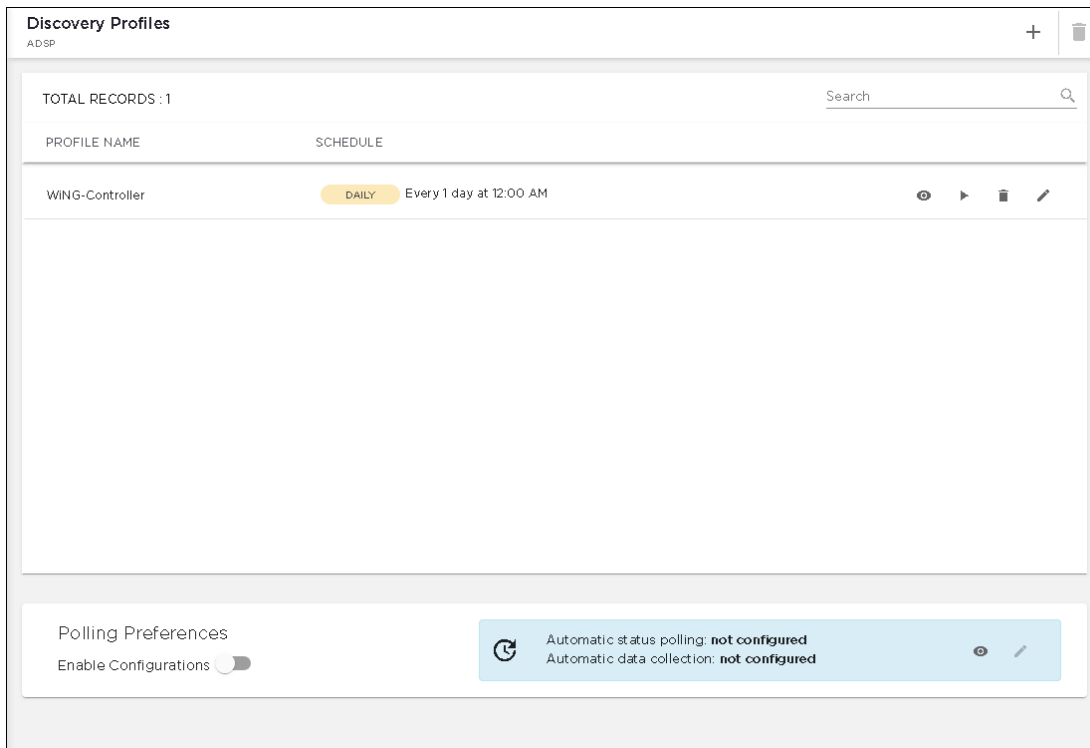 Discovery Profiles
ADSP
TOTAL RECORDS : 1
Search
PROFILE NAME SCHEDULE
WiNG-Controller DAILY Every 1 day at 12:00 AM
Polling Preferences
Enable Configurations
Automatic status polling: not configured
Automatic data collection: not configured